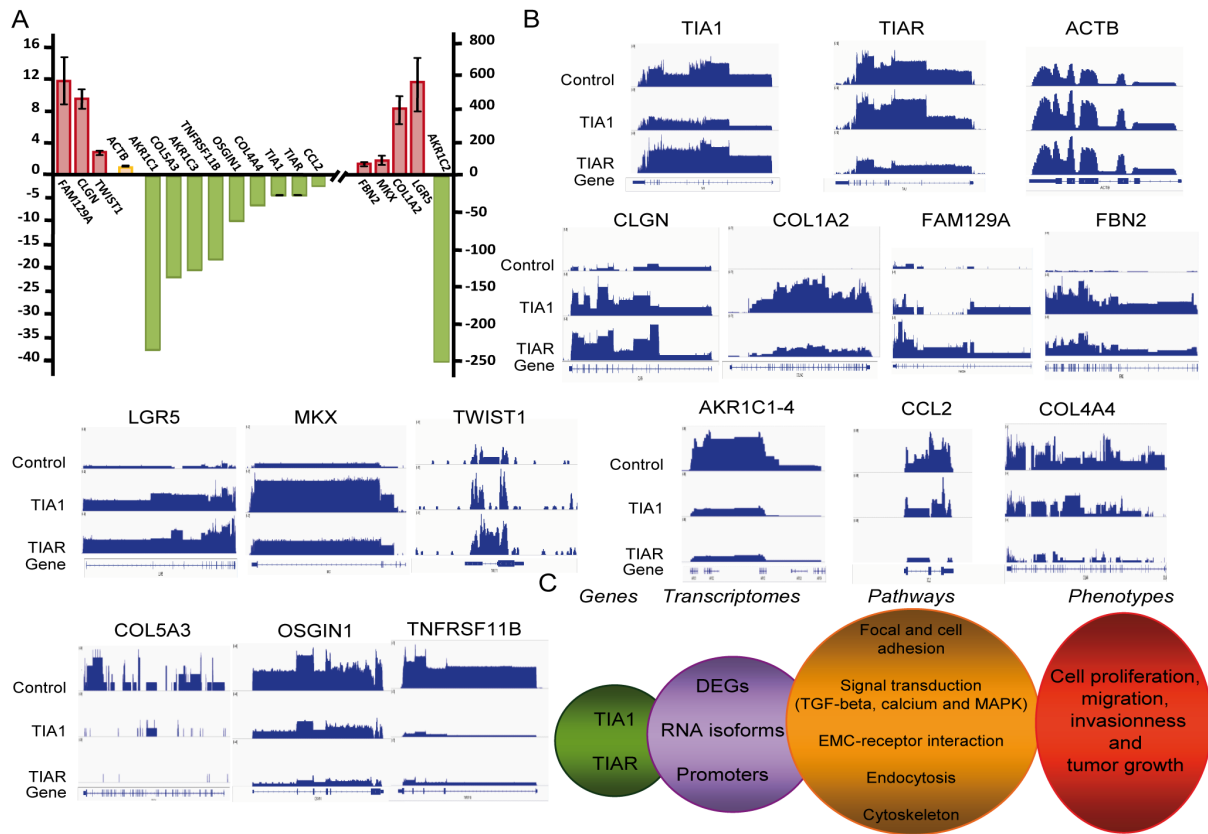 A
16
12
8
4
0
-5
-10
-15
-20
-25
-30
-35
-40
800
600
400
200
0
-50
-100
-150
-200
-250
FAM129A
CLGN
TWIST1
ACTB
AKR1C1
COL5A3
AKR1C3
TNFRSF11B
OSGIN1
COL4A4
TIA1
TIAR
CCL2
FBN2
MKX
COL1A2
LGR5
AKR1C2
B
TIA1 TIAR ACTB
Control
TIA1
TIAR
Gene
ACTB
CLGN COL1A2 FAM129A FBN2
Control
TIA1
TIAR
Gene
LGR5 MKX TWIST1
Control
TIA1
TIAR
Gene
AKR1C1-4 CCL2 COL4A4
Control
TIA1
TIAR
Gene
COL5A3 OSGIN1 TNFRSF11B
Control
TIA1
TIAR
Gene
C
Genes Transcriptomes Pathways Phenotypes
TIA1
TIAR
DEGs
RNA isoforms
Promoters
Focal and cell
adhesion
Signal transduction
(TGF-beta, calcium and MAPK)
EMC-receptor interaction
Endocytosis
Cytoskeleton
Cell proliferation,
migration,
invasionness
and
tumor growth